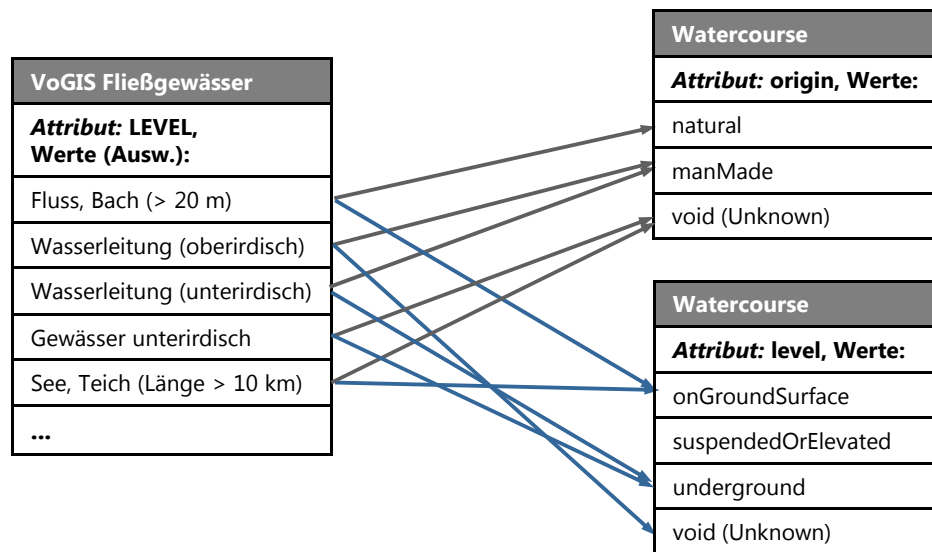 VoGIS Fließgewässer
Attribut: LEVEL,
Werte (Ausw.):
Fluss, Bach (> 20 m)
Wasserleitung (oberirdisch)
Wasserleitung (unterirdisch)
Gewässer unterirdisch
See, Teich (Länge > 10 km)
...
Watercourse
Attribut: origin, Werte:
natural
manMade
void (Unknown)
Watercourse
Attribut: level, Werte:
onGroundSurface
suspendedOrElevated
underground
void (Unknown)